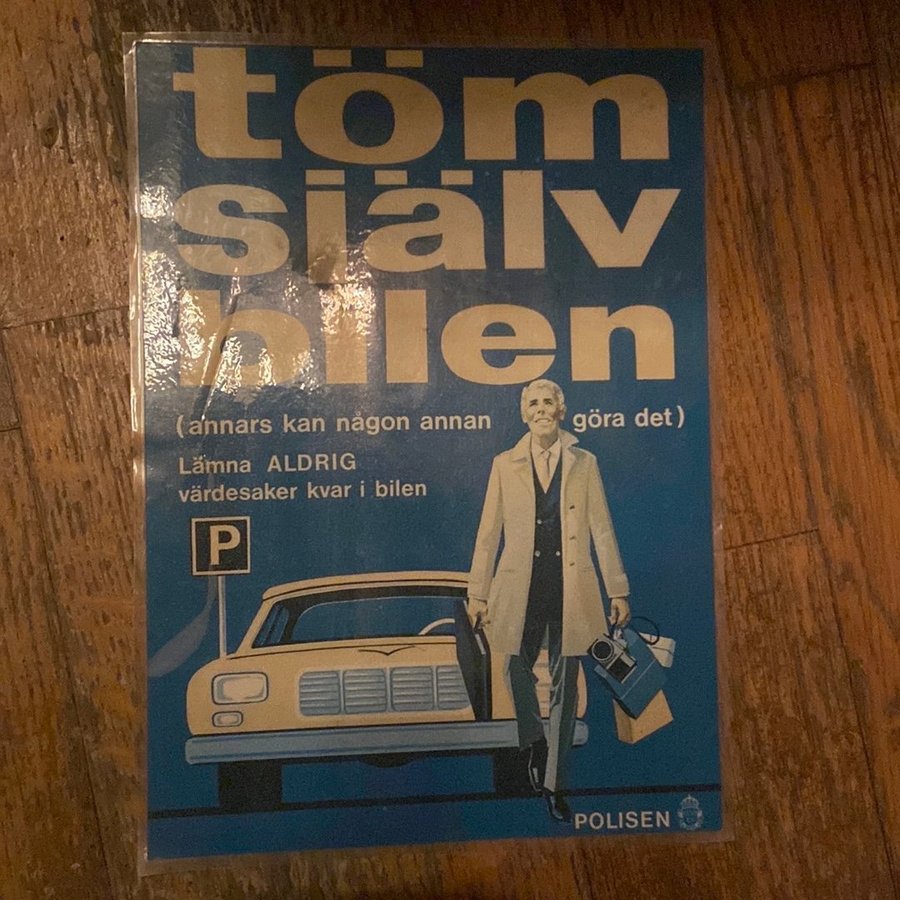 töm
själv
bilen
(annars kan någon annan göra det)
Lämna ALDRIG
värdesaker kvar i bilen
P
POLISEN